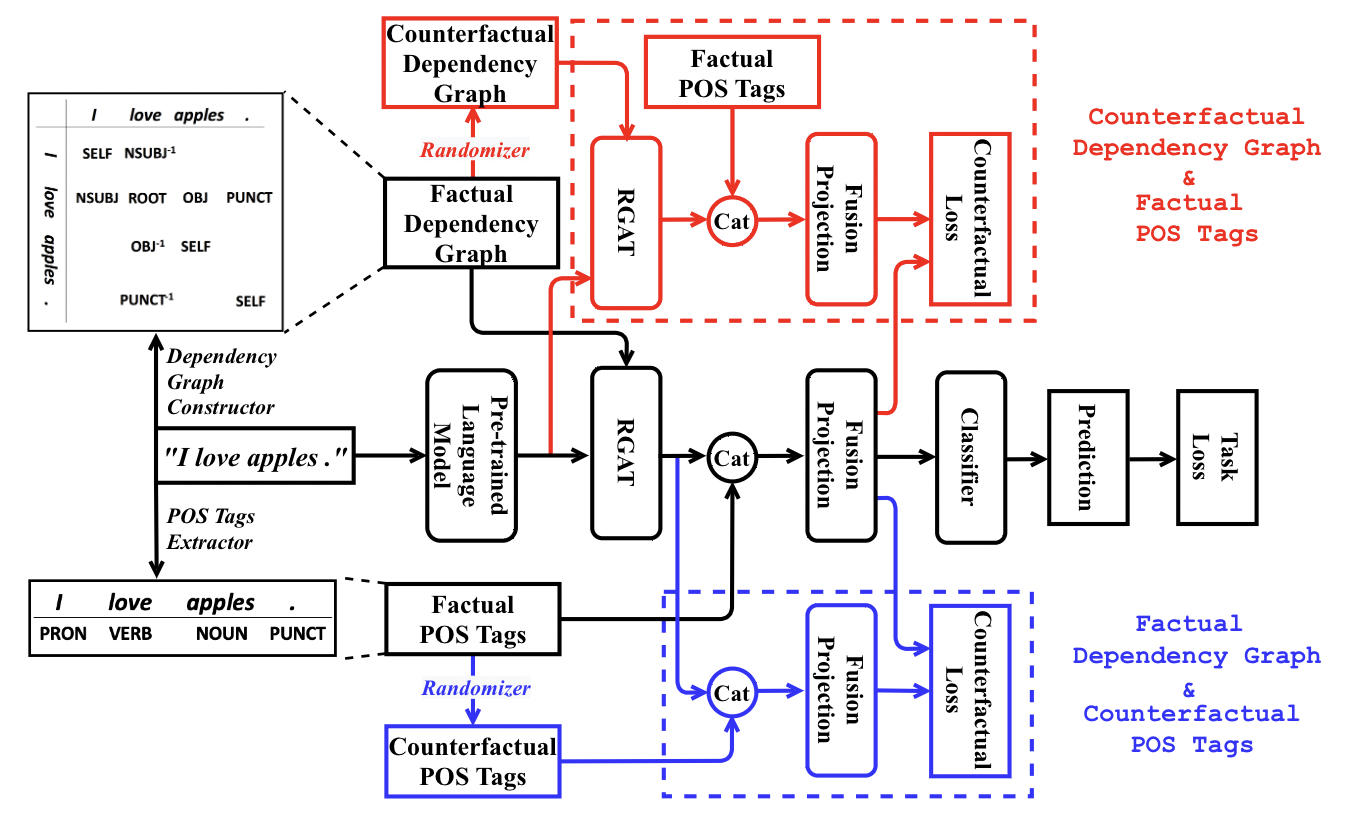 Counterfactual
Dependency
Graph
Factual
POS Tags
Randomizer
RGAT
Cat
Fusion
Projection
Counterfactual
Loss
Counterfactual
Dependency Graph
&
Factual
POS Tags
I love apples .
I love apples .
SELF NSUBJ-1
NSUBJ ROOT OBJ PUNCT
OBJ-1 SELF
PUNCT-1 SELF
Factual
Dependency
Graph
Dependency
Graph
Constructor
"I love apples ."
Pre-trained
Language
Model
RGAT
Cat
Fusion
Projection
Classifier
Prediction
Task
Loss
POS Tags
Extractor
I love apples .
PRON VERB NOUN PUNCT
Factual
POS Tags
Randomizer
Counterfactual
POS Tags
Cat
Fusion
Projection
Counterfactual
Loss
Factual
Dependency Graph
&
Counterfactual
POS Tags